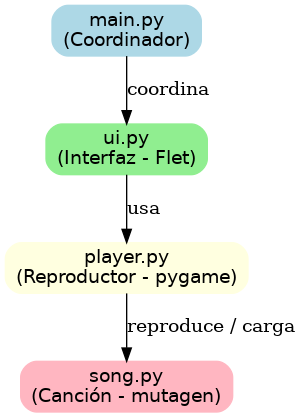 main.py
(Coordinador)
coordina
ui.py
(Interfaz - Flet)
usa
player.py
(Reproductor - pygame)
reproduce / carga
song.py
(Canción - mutagen)